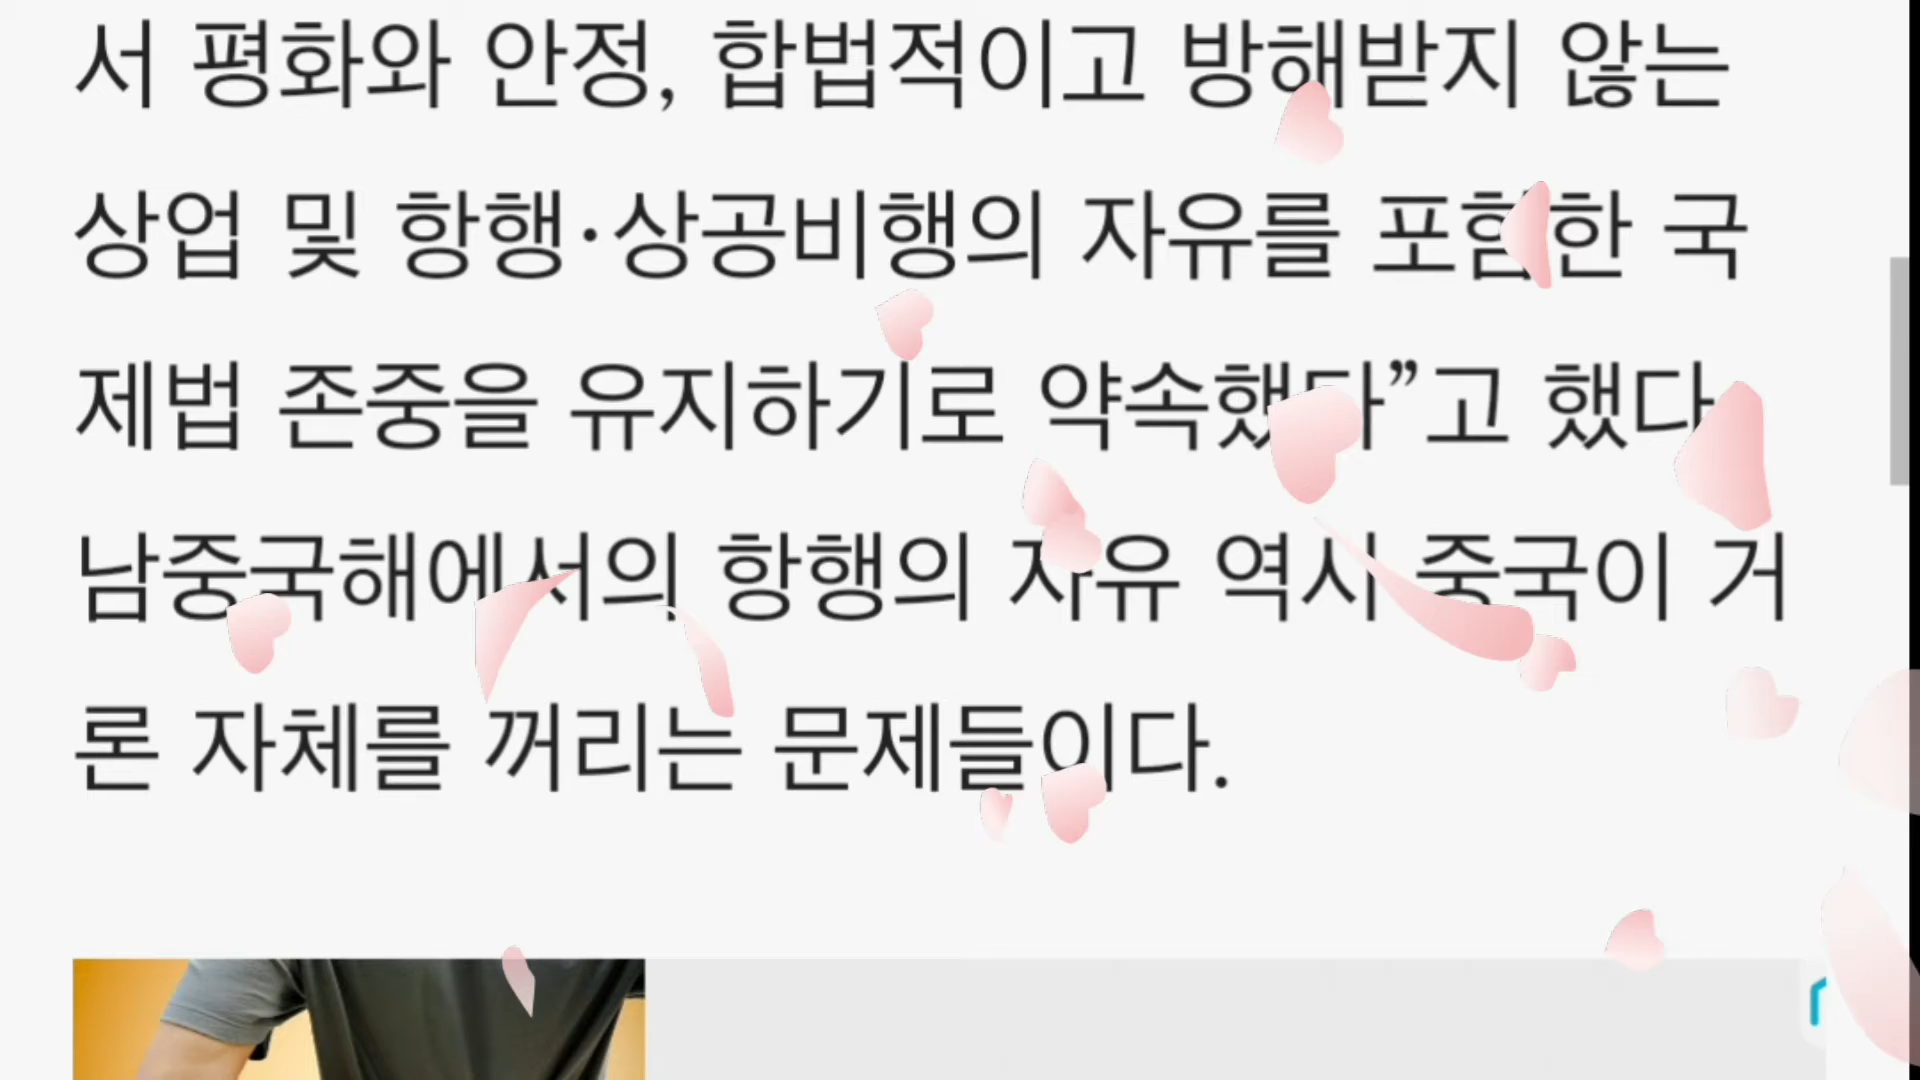 서 평화와 안정, 합법적이고 방해받지 않는
상업 및 항행·상공비행의 자유를 포함한 국
제법 존중을 유지하기로 약속했다”고 했다.
남중국해에서의 항행의 자유 역시 중국이 거
론 자체를 꺼리는 문제들이다.